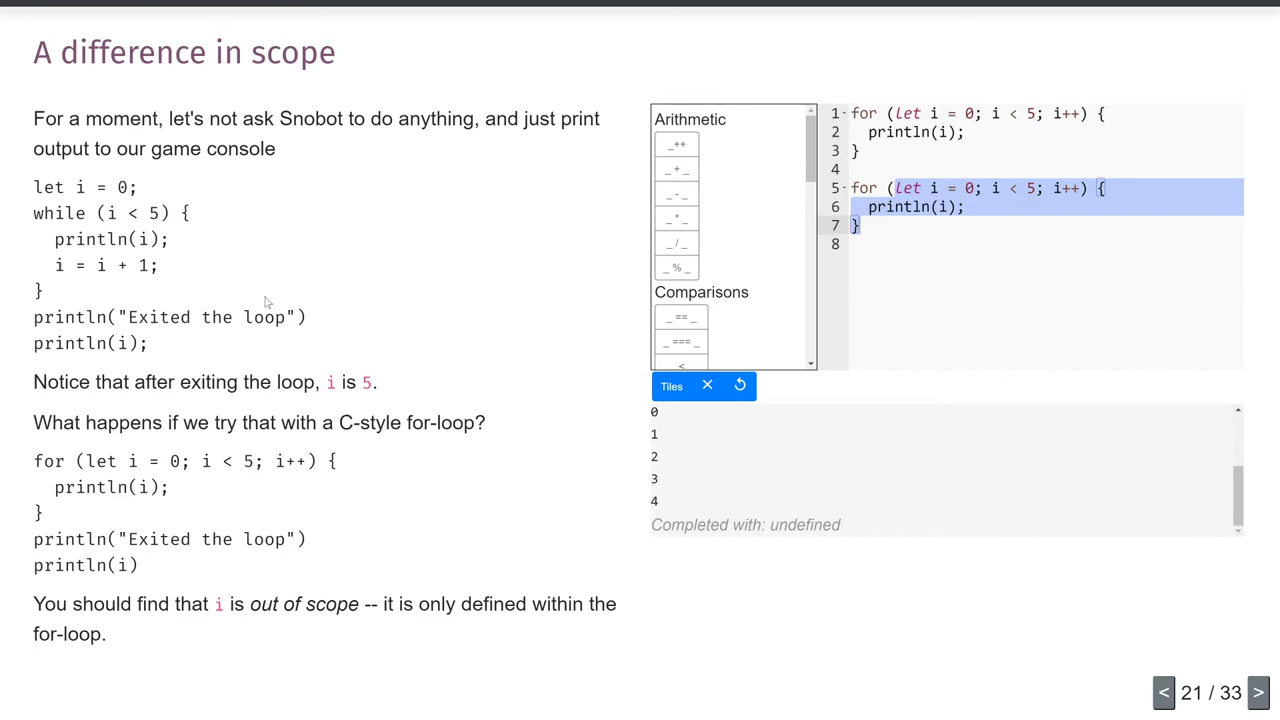 A difference in scope
For a moment, let's not ask Snobot to do anything, and just print
output to our game console
let i = 0;
while (i < 5) {
  println(i);
  i = i + 1;
}
println("Exited the loop")
println(i);
Notice that after exiting the loop, i is 5.
What happens if we try that with a C-style for-loop?
for (let i = 0; i < 5; i++) {
  println(i);
}
println("Exited the loop")
println(i)
You should find that i is out of scope -- it is only defined within the
for-loop.
Arithmetic
_++
_ + _
_ - _
_ * _
_ / _
_ % _
Comparisons
_ == _
_ === _
<
Tiles
1 for (let i = 0; i < 5; i++) {
2   println(i);
3 }
4
5 for (let i = 0; i < 5; i++) {
6   println(i);
7 }
8
0
1
2
3
4
Completed with: undefined
< 21 / 33 >